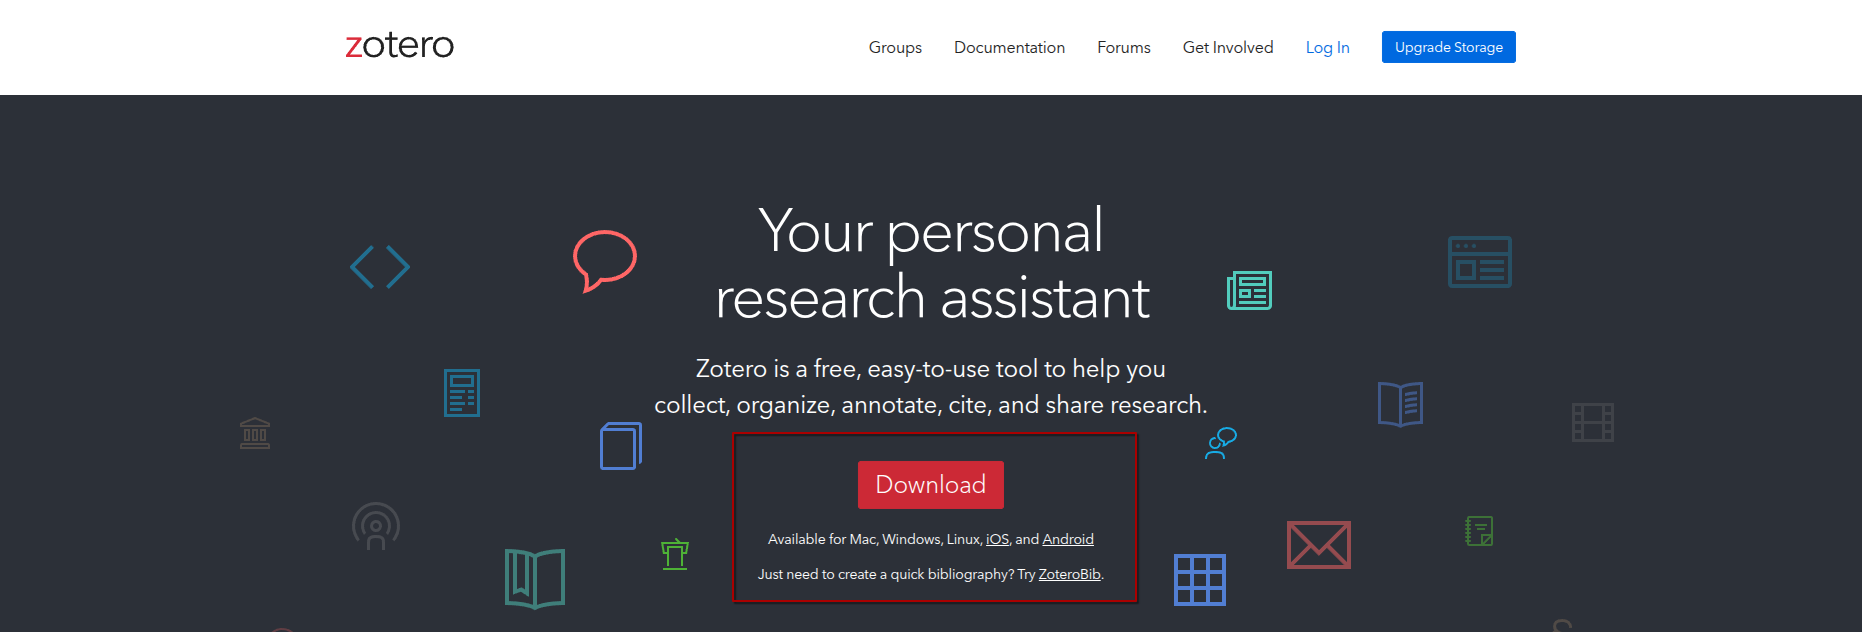 zotero
Groups Documentation Forums Get Involved Log In Upgrade Storage
Your personal
research assistant
Zotero is a free, easy-to-use tool to help you
collect, organize, annotate, cite, and share research.
Download
Available for Mac, Windows, Linux, iOS, and Android
Just need to create a quick bibliography? Try ZoteroBib.